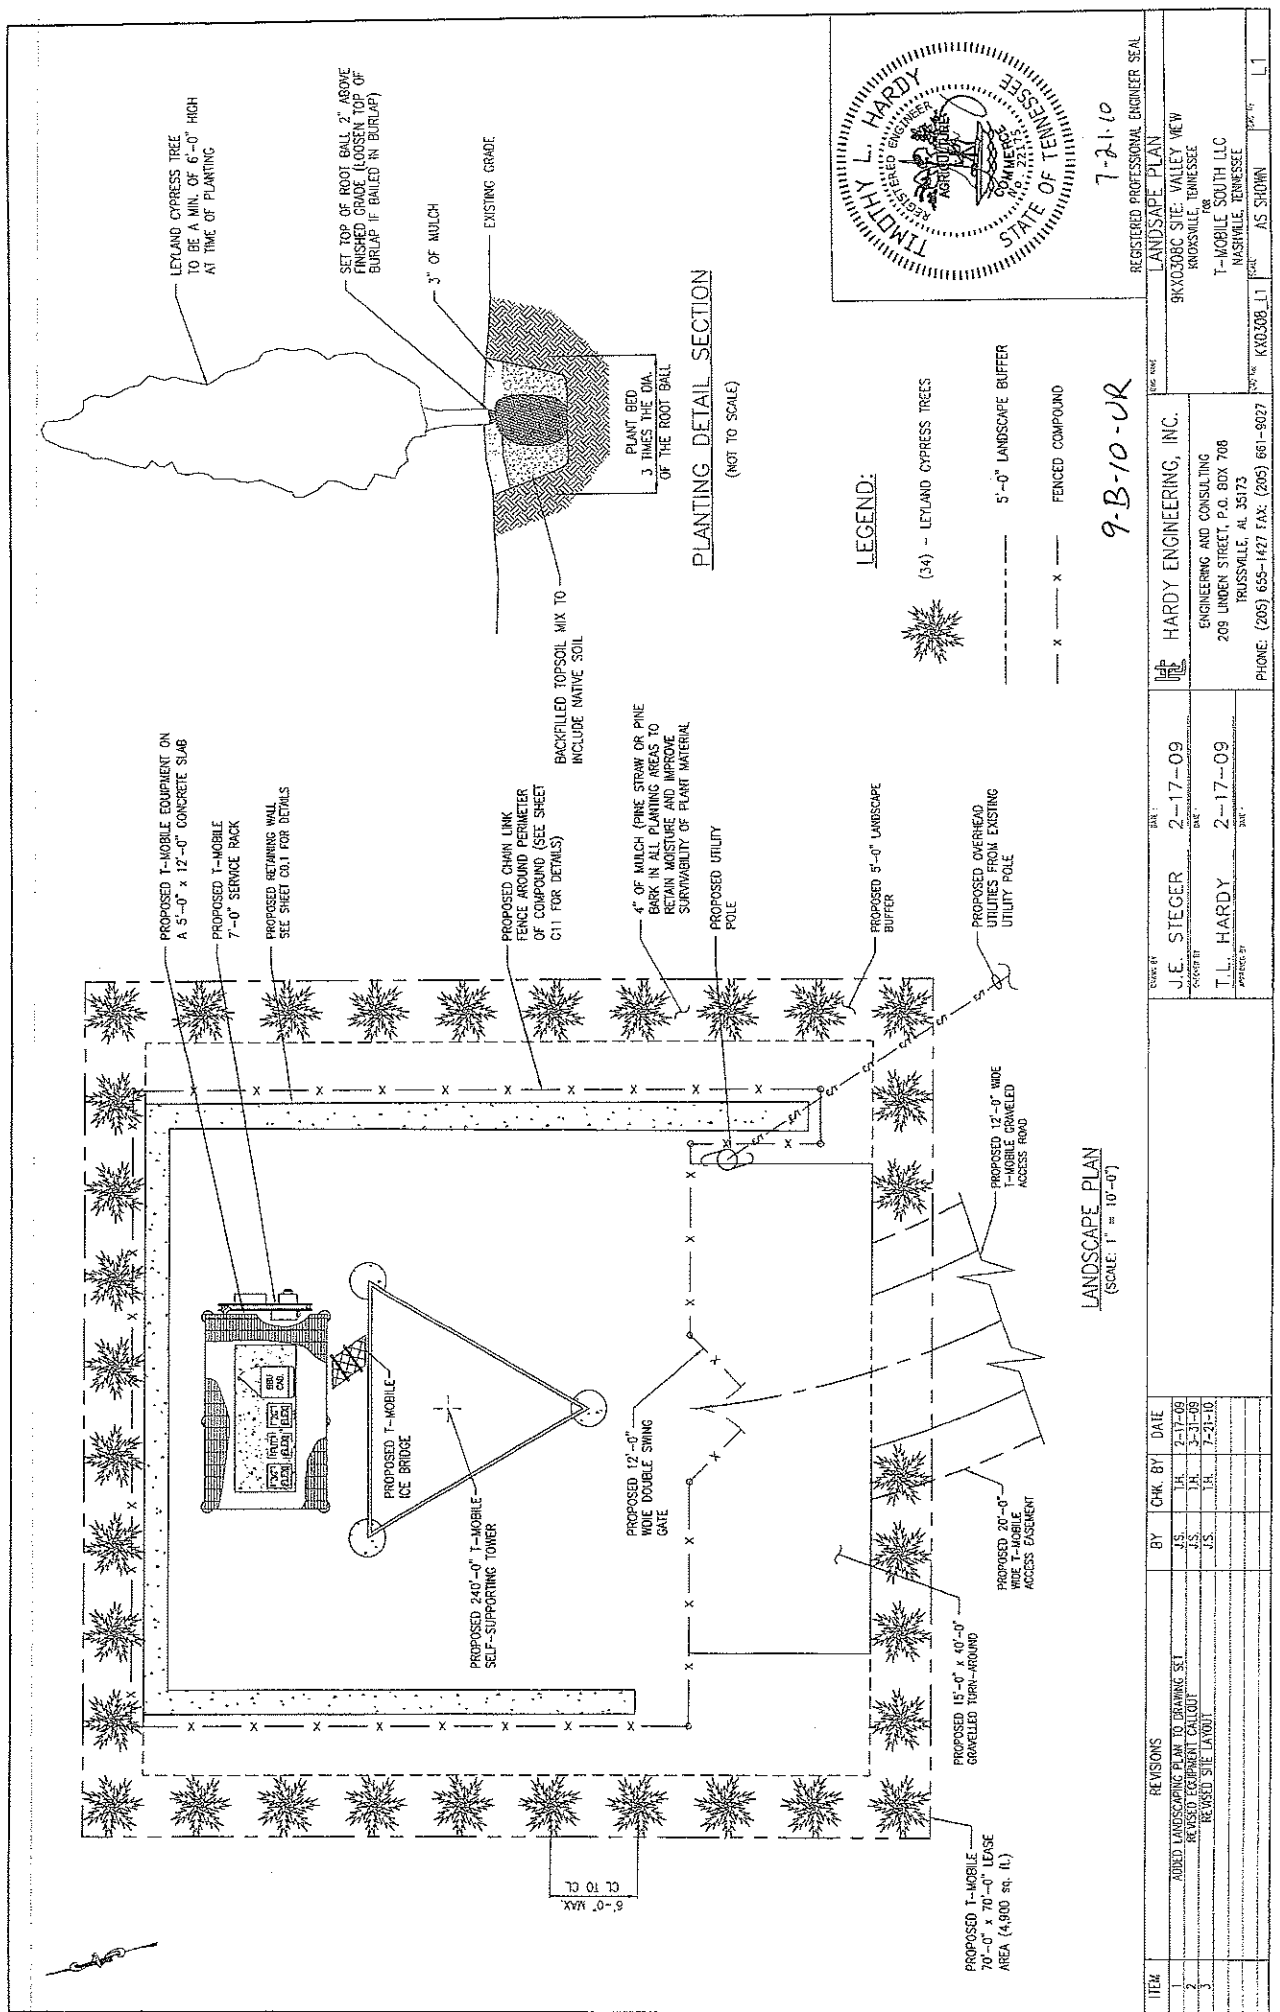 PROPOSED T-MOBILE EQUIPMENT ON
A 5'-0" x 12'-0" CONCRETE SLAB
PROPOSED T-MOBILE
7'-0" SERVICE RACK
PROPOSED RETAINING WALL
SEE SHEET C0.1 FOR DETAILS
PROPOSED CHAIN LINK
FENCE AROUND PERIMETER
OF COMPOUND (SEE SHEET
C11 FOR DETAILS)
4" OF MULCH (PINE STRAW OR PINE
BARK IN ALL PLANTING AREAS TO
RETAIN MOISTURE AND IMPROVE
SURVIVABILITY OF PLANT MATERIAL
PROPOSED UTILITY
POLE
PROPOSED 5'-0" LANDSCAPE
BUFFER
PROPOSED OVERHEAD
UTILITIES FROM EXISTING
UTILITY POLE
PROPOSED 12'-0" WIDE
T-MOBILE GRAVELED
ACCESS ROAD
BBU
CAB.
PROPOSED T-MOBILE
ICE BRIDGE
PROPOSED 240'-0" T-MOBILE
SELF-SUPPORTING TOWER
PROPOSED 12'-0"
WIDE DOUBLE SWING
GATE
PROPOSED 20'-0"
WIDE T-MOBILE
ACCESS EASEMENT
PROPOSED 15'-0" x 40'-0"
GRAVELLED TURN-AROUND
PROPOSED T-MOBILE
70'-0" x 70'-0" LEASE
AREA (4,900 sq. ft.)
6'-0" MAX.
CL TO CL
LANDSCAPE PLAN
(SCALE: 1" = 10'-0")
LEYLAND CYPRESS TREE
TO BE A MIN. OF 6'-0" HIGH
AT TIME OF PLANTING
SET TOP OF ROOT BALL 2" ABOVE
FINISHED GRADE (LOOSEN TOP OF
BURLAP IF BAILED IN BURLAP)
3" OF MULCH
EXISTING GRADE
PLANT BED
3 TIMES THE DIA.
OF THE ROOT BALL
BACKFILLED TOPSOIL MIX TO
INCLUDE NATIVE SOIL
PLANTING DETAIL SECTION
(NOT TO SCALE)
LEGEND:
(34) - LEYLAND CYPRESS TREES
5'-0" LANDSCAPE BUFFER
FENCED COMPOUND
9-B-10-UR
TIMOTHY L. HARDY
REGISTERED ENGINEER
AGRICULTURE
COMMERCE
No. 22175
STATE OF TENNESSEE
7-21-10
REGISTERED PROFESSIONAL ENGINEER SEAL
ITEM REVISIONS BY CHK. BY DATE
1 ADDED LANDSCAPING PLAN TO DRAWING SET J.S. T.H. 2-17-09
2 REVISED EQUIPMENT CALLOUT J.S. T.H. 3-31-09
3 REVISED SITE LAYOUT J.S. T.H. 7-21-10
J.E. STEGER 2-17-09
T.L. HARDY 2-17-09
HARDY ENGINEERING, INC.
ENGINEERING AND CONSULTING
209 LINDEN STREET, P.O. BOX 708
TRUSSVILLE, AL 35173
PHONE: (205) 655-1427 FAX: (205) 661-9027
LANDSAPE PLAN
9KX0308C SITE: VALLEY VIEW
KNOXSVILLE, TENNESSEE
FOR
T-MOBILE SOUTH LLC
NASHVILLE, TENNESSEE
KX0308_L1 AS SHOWN L1